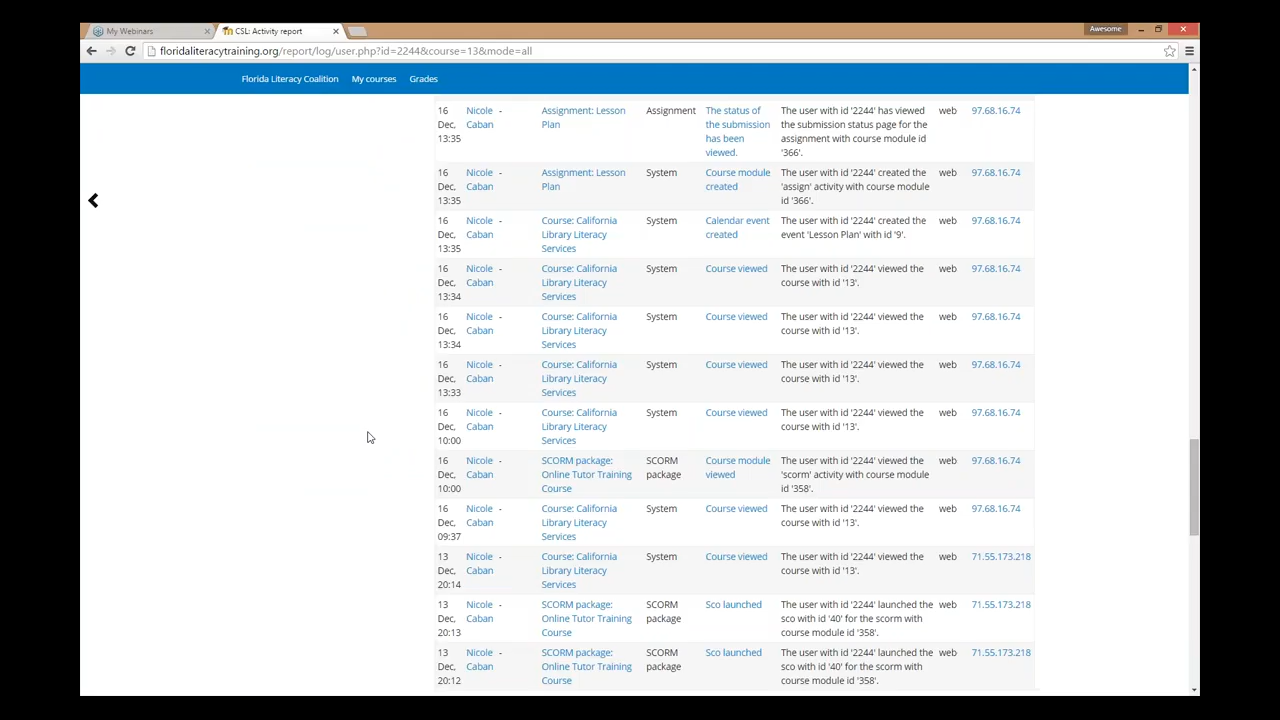 My Webinars
CSL: Activity report
Awesome
floridaliteracytraining.org/report/log/user.php?id=2244&course=13&mode=all
Florida Literacy Coalition My courses Grades
16 Nicole - Assignment: Lesson Assignment The status of The user with id '2244' has viewed web 97.68.16.74
Dec, Caban Plan the submission the submission status page for the
13:35 has been assignment with course module id
viewed. '366'.
16 Nicole - Assignment: Lesson System Course module The user with id '2244' created the web 97.68.16.74
Dec, Caban Plan created 'assign' activity with course module
13:35 id '366'.
16 Nicole - Course: California System Calendar event The user with id '2244' created the web 97.68.16.74
Dec, Caban Library Literacy created event 'Lesson Plan' with id '9'.
13:35 Services
16 Nicole - Course: California System Course viewed The user with id '2244' viewed the web 97.68.16.74
Dec, Caban Library Literacy course with id '13'.
13:34 Services
16 Nicole - Course: California System Course viewed The user with id '2244' viewed the web 97.68.16.74
Dec, Caban Library Literacy course with id '13'.
13:34 Services
16 Nicole - Course: California System Course viewed The user with id '2244' viewed the web 97.68.16.74
Dec, Caban Library Literacy course with id '13'.
13:33 Services
16 Nicole - Course: California System Course viewed The user with id '2244' viewed the web 97.68.16.74
Dec, Caban Library Literacy course with id '13'.
10:00 Services
16 Nicole - SCORM package: SCORM Course module The user with id '2244' viewed the web 97.68.16.74
Dec, Caban Online Tutor Training package viewed 'scorm' activity with course module
10:00 Course id '358'.
16 Nicole - Course: California System Course viewed The user with id '2244' viewed the web 97.68.16.74
Dec, Caban Library Literacy course with id '13'.
09:37 Services
13 Nicole - Course: California System Course viewed The user with id '2244' viewed the web 71.55.173.218
Dec, Caban Library Literacy course with id '13'.
20:14 Services
13 Nicole - SCORM package: SCORM Sco launched The user with id '2244' launched the web 71.55.173.218
Dec, Caban Online Tutor Training package sco with id '40' for the scorm with
20:13 Course course module id '358'.
13 Nicole - SCORM package: SCORM Sco launched The user with id '2244' launched the web 71.55.173.218
Dec, Caban Online Tutor Training package sco with id '40' for the scorm with
20:12 Course course module id '358'.